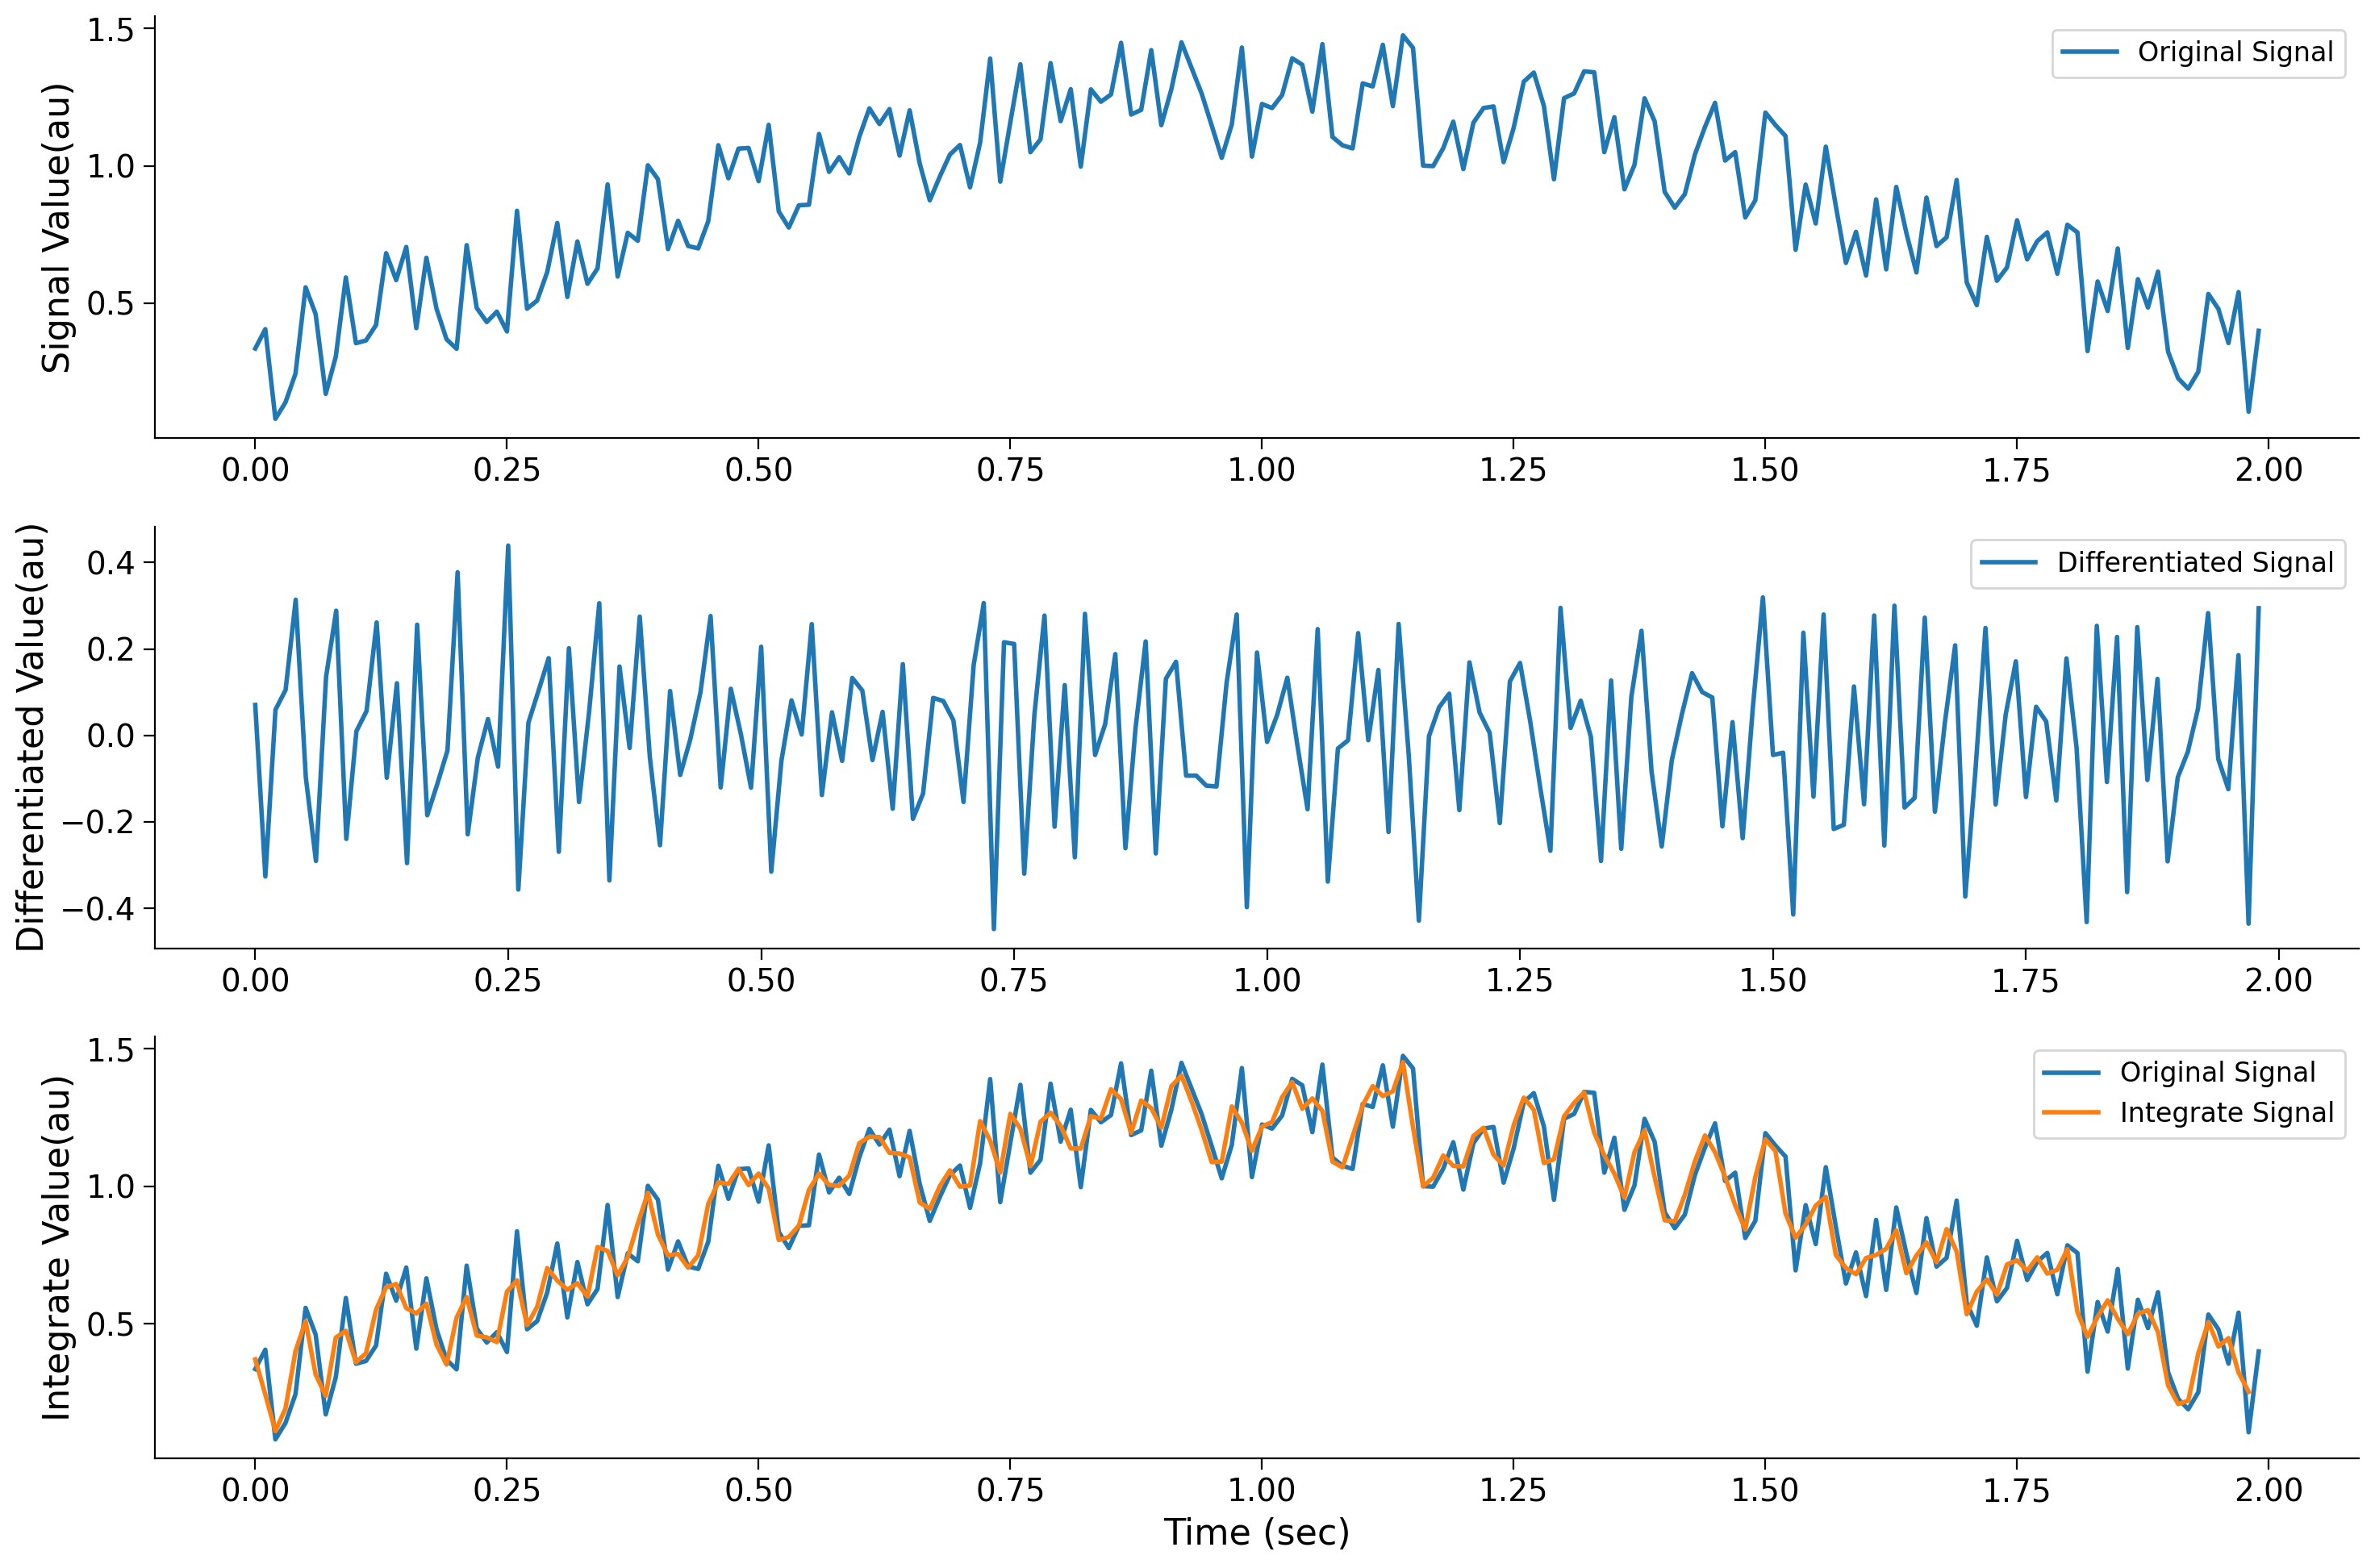 Signal Value(au)
1.5
1.0
0.5
Original Signal
0.00 0.25 0.50 0.75 1.00 1.25 1.50 1.75 2.00
Differentiated Value(au)
0.4
0.2
0.0
−0.2
−0.4
Differentiated Signal
0.00 0.25 0.50 0.75 1.00 1.25 1.50 1.75 2.00
Integrate Value(au)
1.5
1.0
0.5
Original Signal
Integrate Signal
0.00 0.25 0.50 0.75 1.00 1.25 1.50 1.75 2.00
Time (sec)